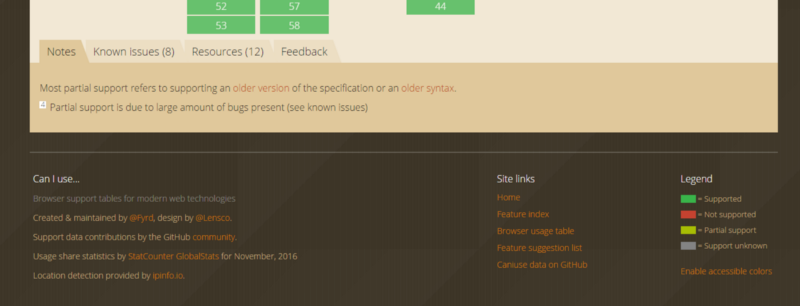 52 57 44
53 58
Notes Known issues (8) Resources (12) Feedback
Most partial support refers to supporting an older version of the specification or an older syntax.
4 Partial support is due to large amount of bugs present (see known issues)
Can I use...
Browser support tables for modern web technologies
Created & maintained by @Fyrd, design by @Lensco.
Support data contributions by the GitHub community.
Usage share statistics by StatCounter GlobalStats for November, 2016
Location detection provided by ipinfo.io.
Site links
Home
Feature index
Browser usage table
Feature suggestion list
Caniuse data on GitHub
Legend
= Supported
= Not supported
= Partial support
= Support unknown
Enable accessible colors